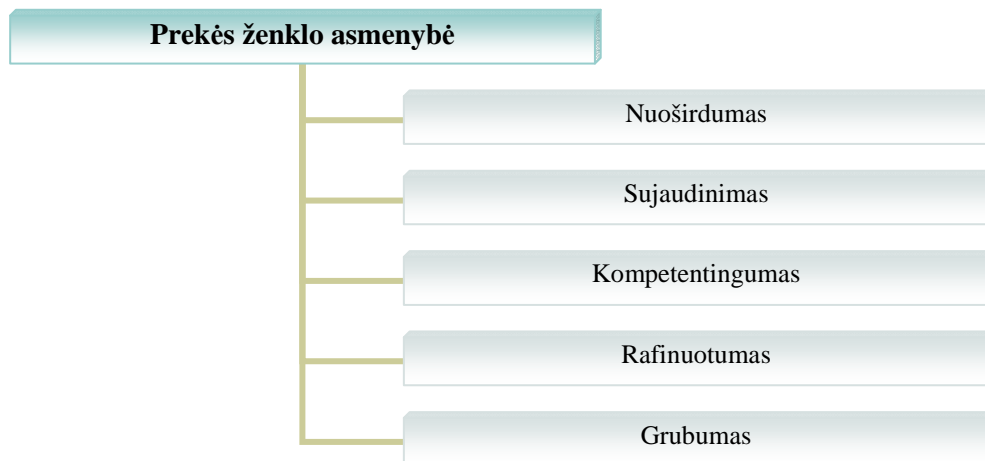 Prekės ženklo asmenybė
Nuoširdumas
Sujaudinimas
Kompetentingumas
Rafinuotumas
Grubumas